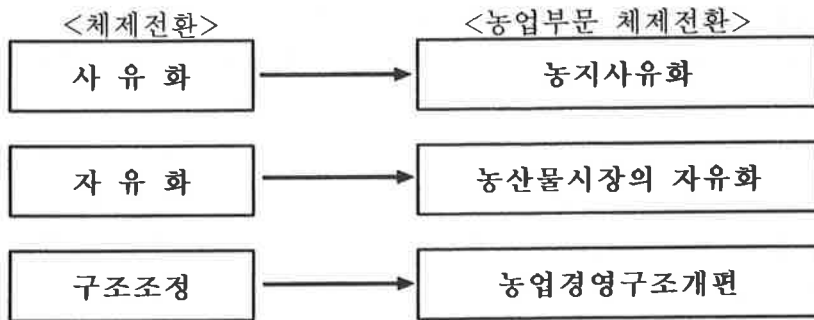 <체제전환> <농업부문 체제전환>
사 유 화 농지사유화
자 유 화 농산물시장의 자유화
구조조정 농업경영구조개편